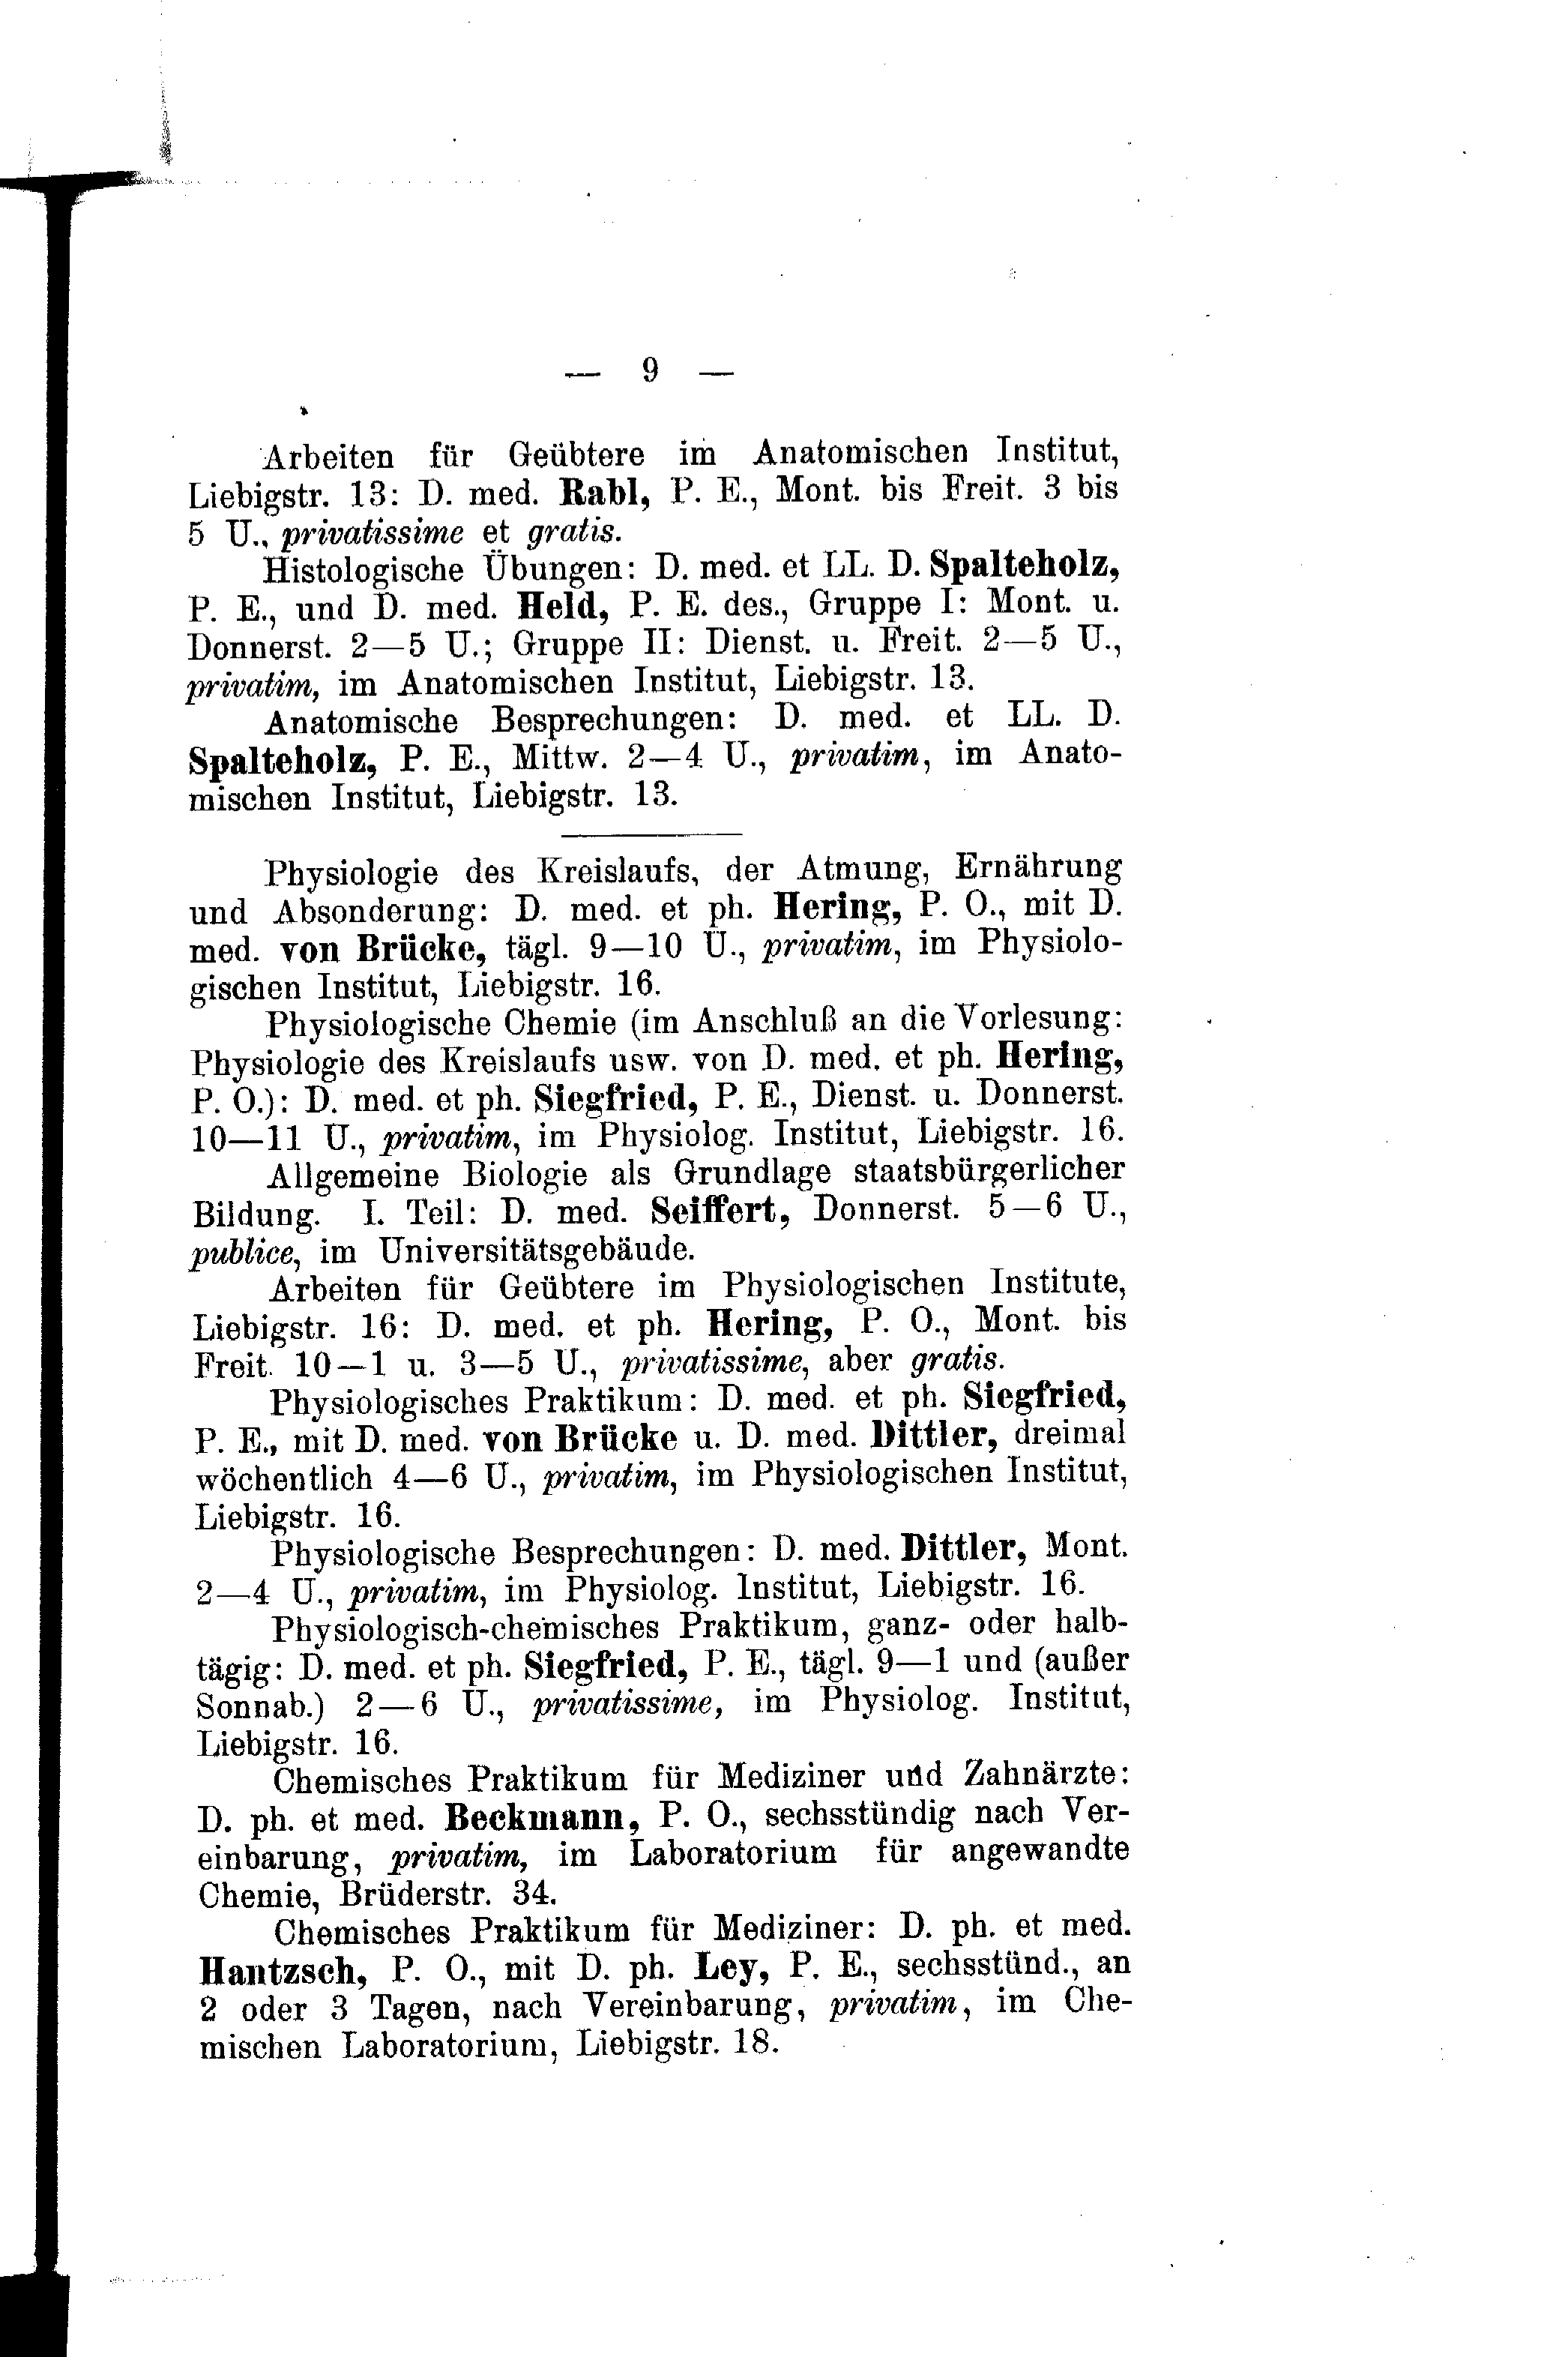 — 9 —
Arbeiten für Geübtere im Anatomischen Institut,
Liebigstr. 13: D. med. Rabl, P. E., Mont. bis Freit. 3 bis
5 U., privatissime et gratis.
Histologische Übungen: D. med. et LL. D. Spalteholz,
P. E., und D. med. Held, P. E. des., Gruppe I: Mont. u.
Donnerst. 2—5 U.; Gruppe II: Dienst. u. Freit. 2—5 U.,
privatim, im Anatomischen Institut, Liebigstr. 13.
Anatomische Besprechungen: D. med. et LL. D.
Spalteholz, P. E., Mittw. 2—4 U., privatim, im Anato-
mischen Institut, Liebigstr. 13.
Physiologie des Kreislaufs, der Atmung, Ernährung
und Absonderung: D. med. et ph. Hering, P. O., mit D.
med. von Brücke, tägl. 9—10 U., privatim, im Physiolo-
gischen Institut, Liebigstr. 16.
Physiologische Chemie (im Anschluß an die Vorlesung:
Physiologie des Kreislaufs usw. von D. med. et ph. Hering,
P. O.): D. med. et ph. Siegfried, P. E., Dienst. u. Donnerst.
10—11 U., privatim, im Physiolog. Institut, Liebigstr. 16.
Allgemeine Biologie als Grundlage staatsbürgerlicher
Bildung. I. Teil: D. med. Seiffert, Donnerst. 5—6 U.,
publice, im Universitätsgebäude.
Arbeiten für Geübtere im Physiologischen Institute,
Liebigstr. 16: D. med. et ph. Hering, P. O., Mont. bis
Freit. 10—1 u. 3—5 U., privatissime, aber gratis.
Physiologisches Praktikum: D. med. et ph. Siegfried,
P. E., mit D. med. von Brücke u. D. med. Dittler, dreimal
wöchentlich 4—6 U., privatim, im Physiologischen Institut,
Liebigstr. 16.
Physiologische Besprechungen: D. med. Dittler, Mont.
2—4 U., privatim, im Physiolog. Institut, Liebigstr. 16.
Physiologisch-chemisches Praktikum, ganz- oder halb-
tägig: D. med. et ph. Siegfried, P. E., tägl. 9—1 und (außer
Sonnab.) 2—6 U., privatissime, im Physiolog. Institut,
Liebigstr. 16.
Chemisches Praktikum für Mediziner und Zahnärzte:
D. ph. et med. Beckmann, P. O., sechsstündig nach Ver-
einbarung, privatim, im Laboratorium für angewandte
Chemie, Brüderstr. 34.
Chemisches Praktikum für Mediziner: D. ph. et med.
Hantzsch, P. O., mit D. ph. Ley, P. E., sechsstünd., an
2 oder 3 Tagen, nach Vereinbarung, privatim, im Che-
mischen Laboratorium, Liebigstr. 18.